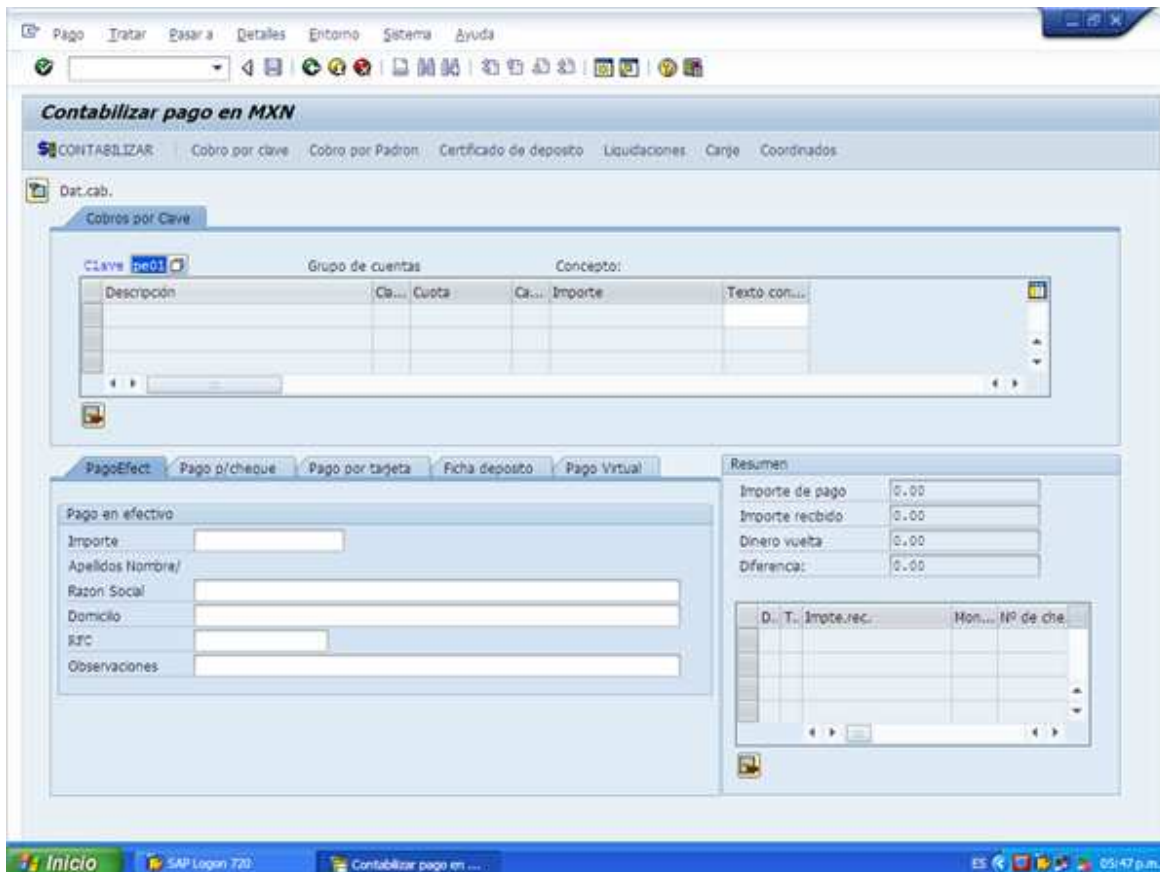 Pago Tratar Pasar a Detalles Entorno Sistema Ayuda
Contabilizar pago en MXN
CONTABILIZAR Cobro por clave Cobro por Padron Certificado de deposito Liquidaciones Canje Coordinados
Dat.cab.
Cobros por Clave
Clave pe01 Grupo de cuentas Concepto:
Descripción Cla... Cuota Ca... Importe Texto con...
PagoEfect Pago p/cheque Pago por tarjeta Ficha deposito Pago Virtual
Pago en efectivo
Importe
Apellidos Nombre/
Razon Social
Domicilo
RFC
Observaciones
Resumen
Importe de pago 0.00
Importe recbido 0.00
Dinero vuelta 0.00
Diferencia: 0.00
D.. T.. Impte.rec. Mon... Nº de che
Inicio SAP Logon 720 Contabilizar pago en ... ES 05:47 p.m.